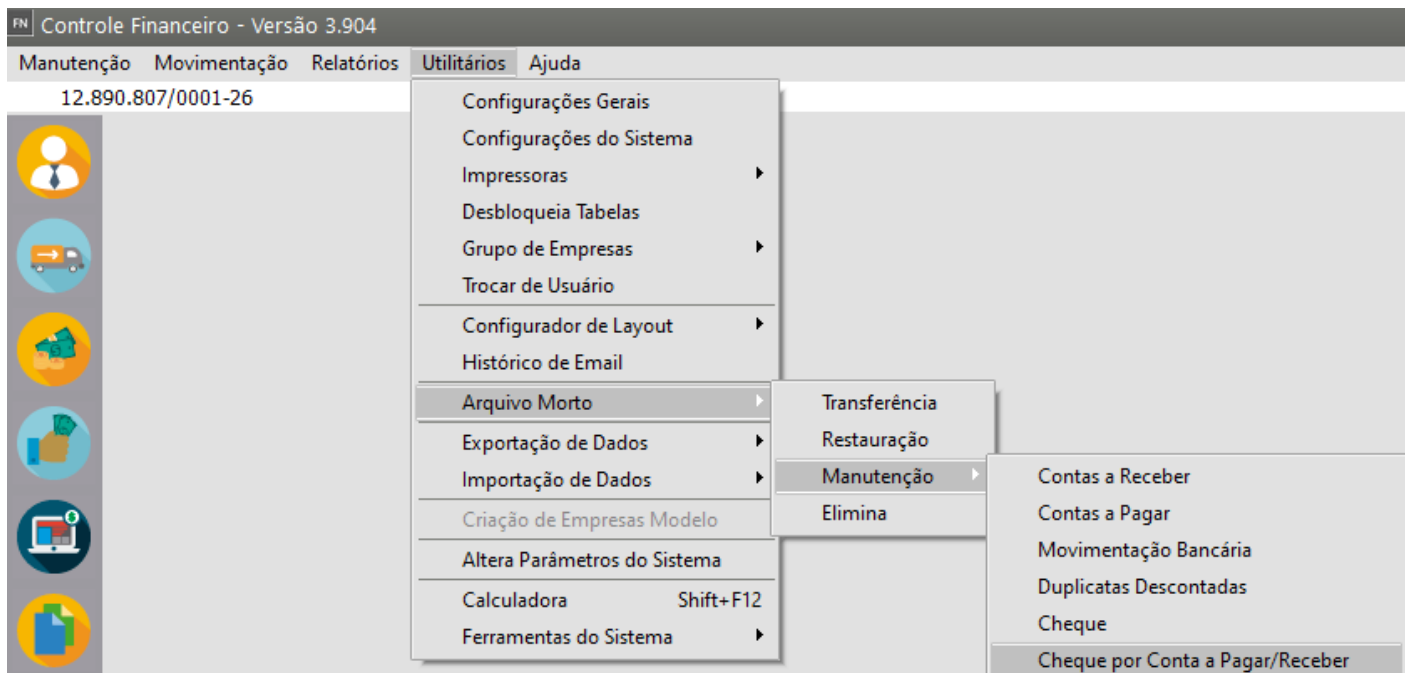 FN Controle Financeiro - Versão 3.904
Manutenção Movimentação Relatórios Utilitários Ajuda
12.890.807/0001-26
Configurações Gerais
Configurações do Sistema
Impressoras
Desbloqueia Tabelas
Grupo de Empresas
Trocar de Usuário
Configurador de Layout
Histórico de Email
Arquivo Morto
Exportação de Dados
Importação de Dados
Criação de Empresas Modelo
Altera Parâmetros do Sistema
Calculadora Shift+F12
Ferramentas do Sistema
Transferência
Restauração
Manutenção
Elimina
Contas a Receber
Contas a Pagar
Movimentação Bancária
Duplicatas Descontadas
Cheque
Cheque por Conta a Pagar/Receber